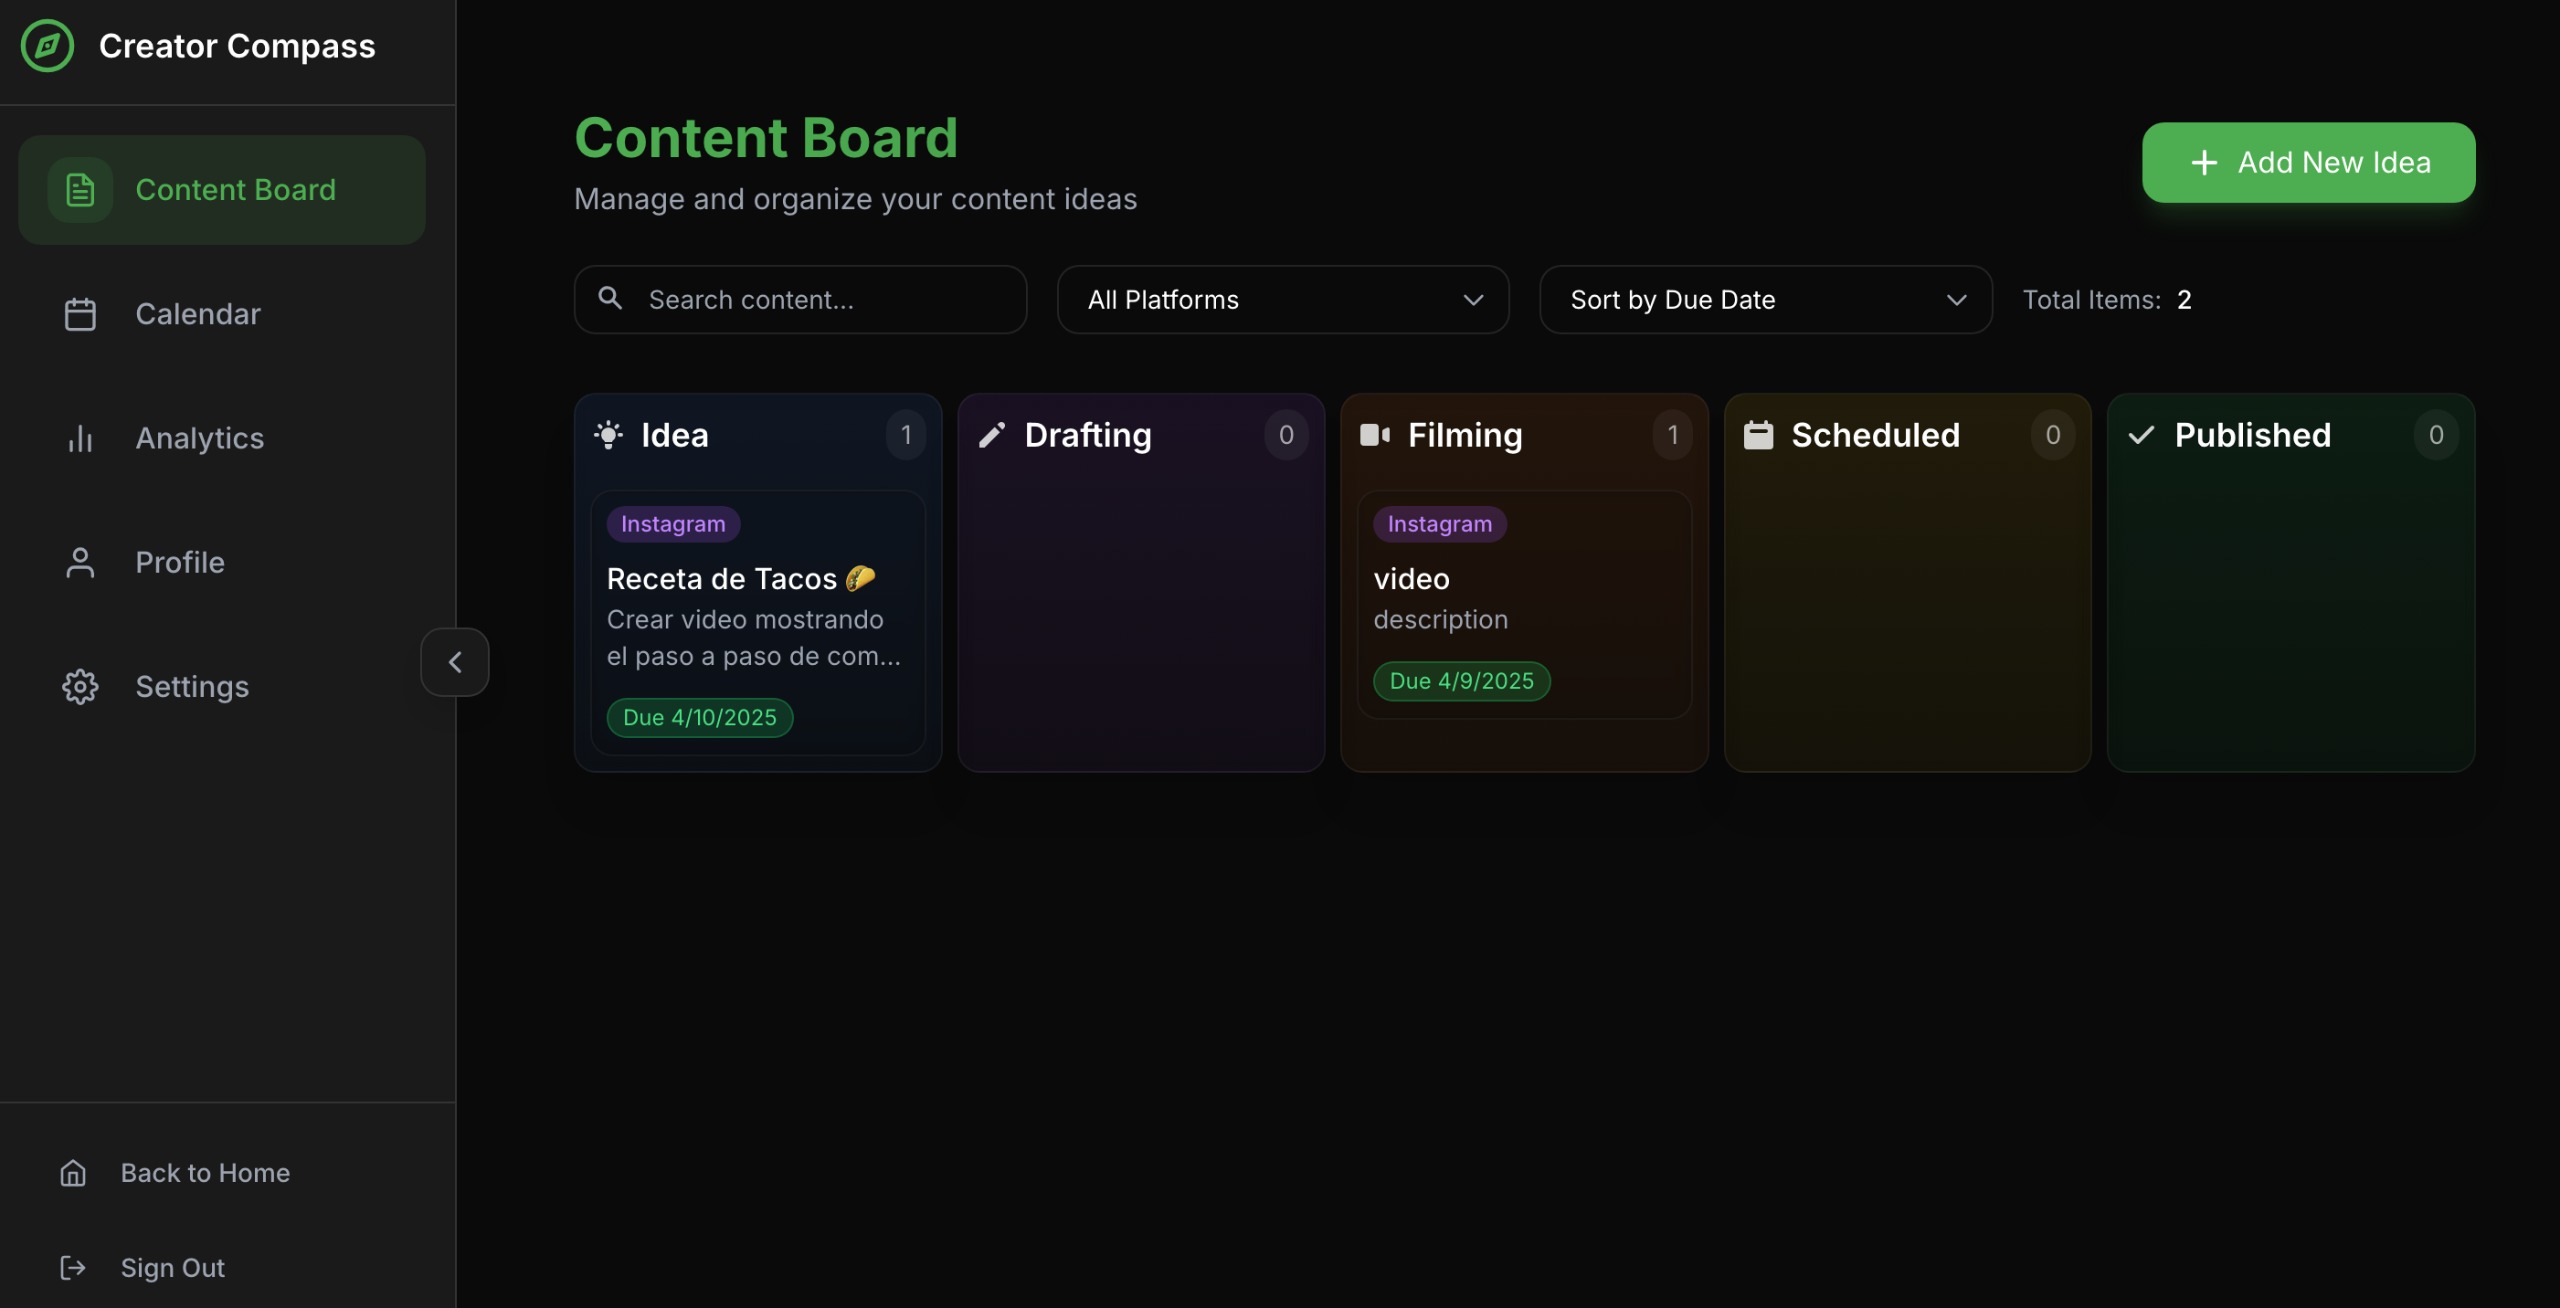 Creator Compass
Content Board
Calendar
Analytics
Profile
Settings
Back to Home
Sign Out
Content Board
Manage and organize your content ideas
Add New Idea
Search content...
All Platforms
Sort by Due Date
Total Items: 2
Idea 1
Instagram
Receta de Tacos 🌮
Crear video mostrando
el paso a paso de com...
Due 4/10/2025
Drafting 0
Filming 1
Instagram
video
description
Due 4/9/2025
Scheduled 0
Published 0